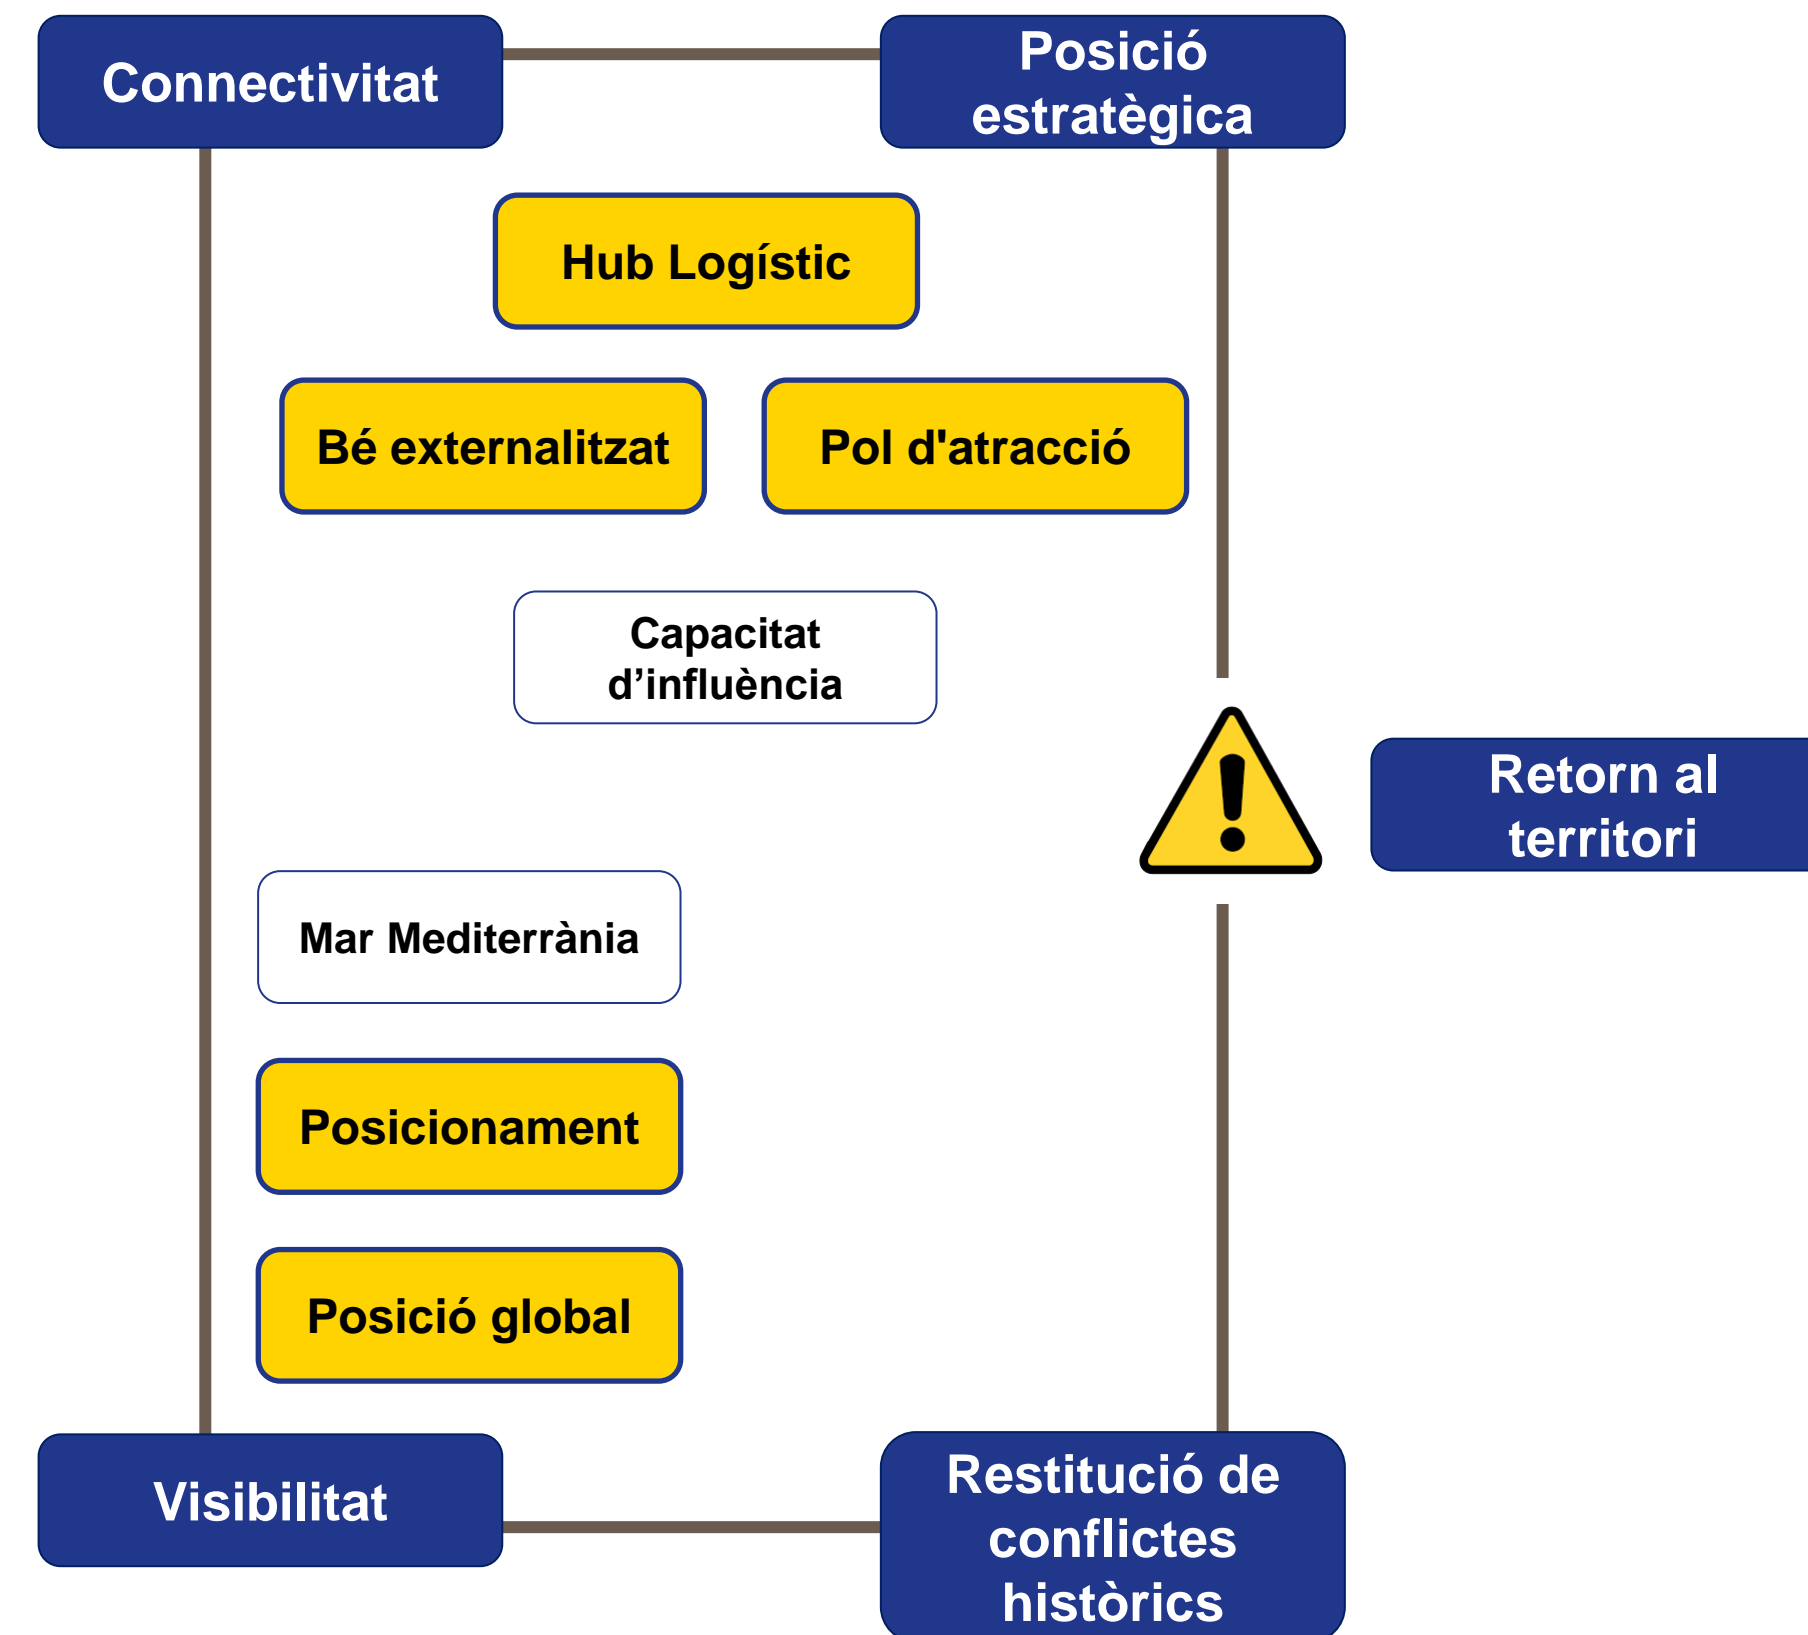 Connectivitat
Posició
estratègica
Hub Logístic
Bé externalitzat
Pol d'atracció
Capacitat
d’influència
Retorn al
territori
Mar Mediterrània
Posicionament
Posició global
Visibilitat
Restitució de
conflictes
històrics